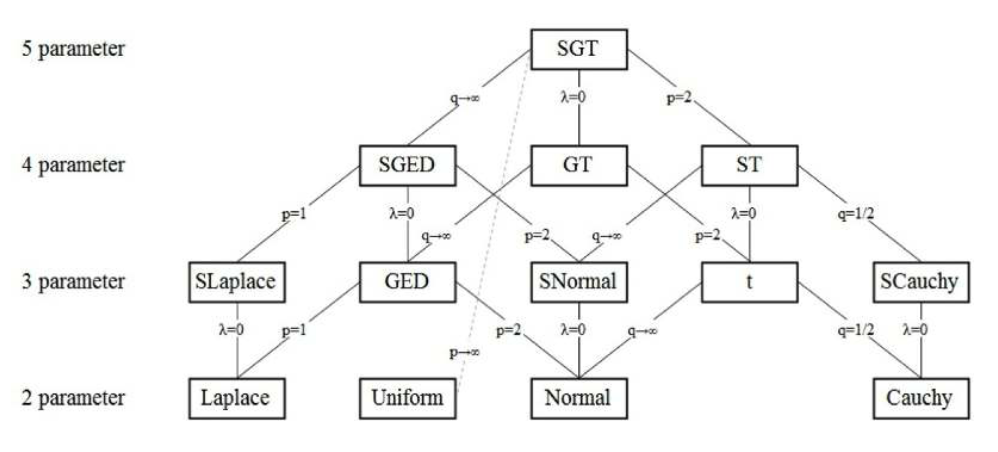 5 parameter
SGT
q→∞
λ=0
p=2
4 parameter
SGED
GT
ST
p=1
λ=0
λ=0
q=1/2
q→∞
p=2
q→∞
p=2
3 parameter
SLaplace
GED
SNormal
t
SCauchy
λ=0
p=1
p=2
λ=0
q→∞
q=1/2
λ=0
p→∞
2 parameter
Laplace
Uniform
Normal
Cauchy